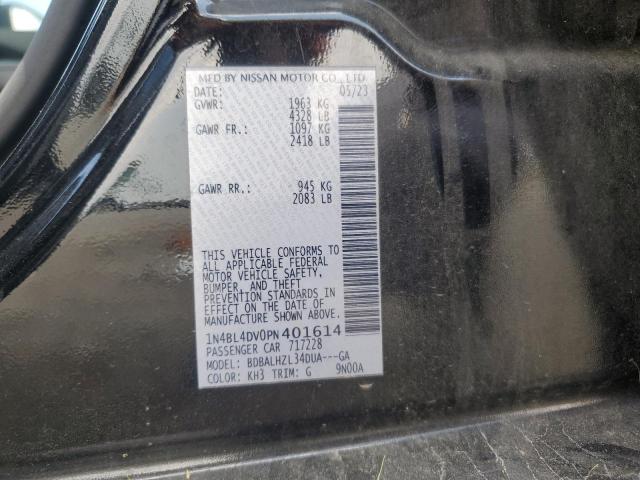 MFD BY NISSAN MOTOR CO., LTD.
DATE: 05/23
GVWR: 1963 KG
4328 LB
GAWR FR.: 1097 KG
2418 LB
GAWR RR.: 945 KG
2083 LB
THIS VEHICLE CONFORMS TO
ALL APPLICABLE FEDERAL
MOTOR VEHICLE SAFETY,
BUMPER, AND THEFT
PREVENTION STANDARDS IN
EFFECT ON THE DATE OF
MANUFACTURE SHOWN ABOVE.
1N4BL4DV0PN401614
PASSENGER CAR 717228
MODEL: BDBALHZL34DUA---GA
COLOR: KH3 TRIM: G 9N00A